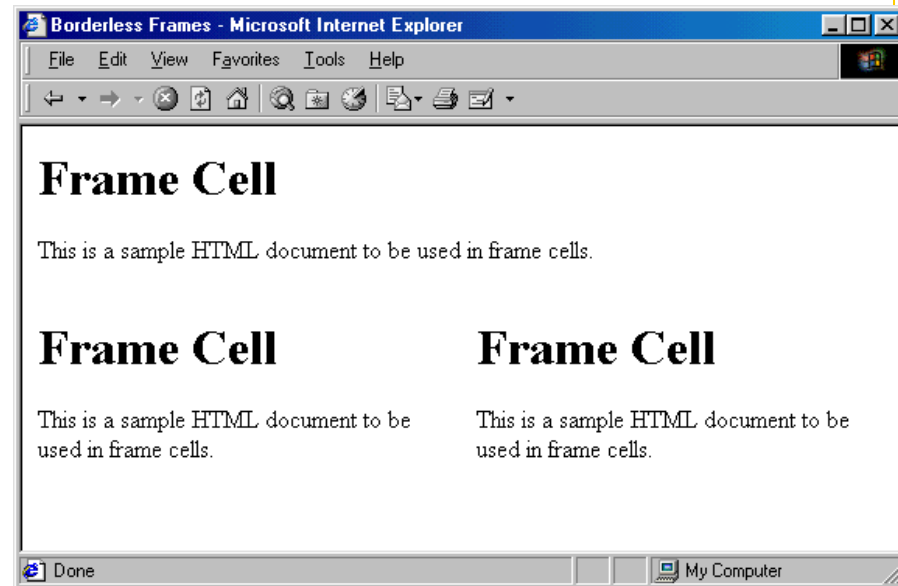 Borderless Frames - Microsoft Internet Explorer
File Edit View Favorites Tools Help
Frame Cell
This is a sample HTML document to be used in frame cells.
Frame Cell
This is a sample HTML document to be
used in frame cells.
Frame Cell
This is a sample HTML document to be
used in frame cells.
Done
My Computer